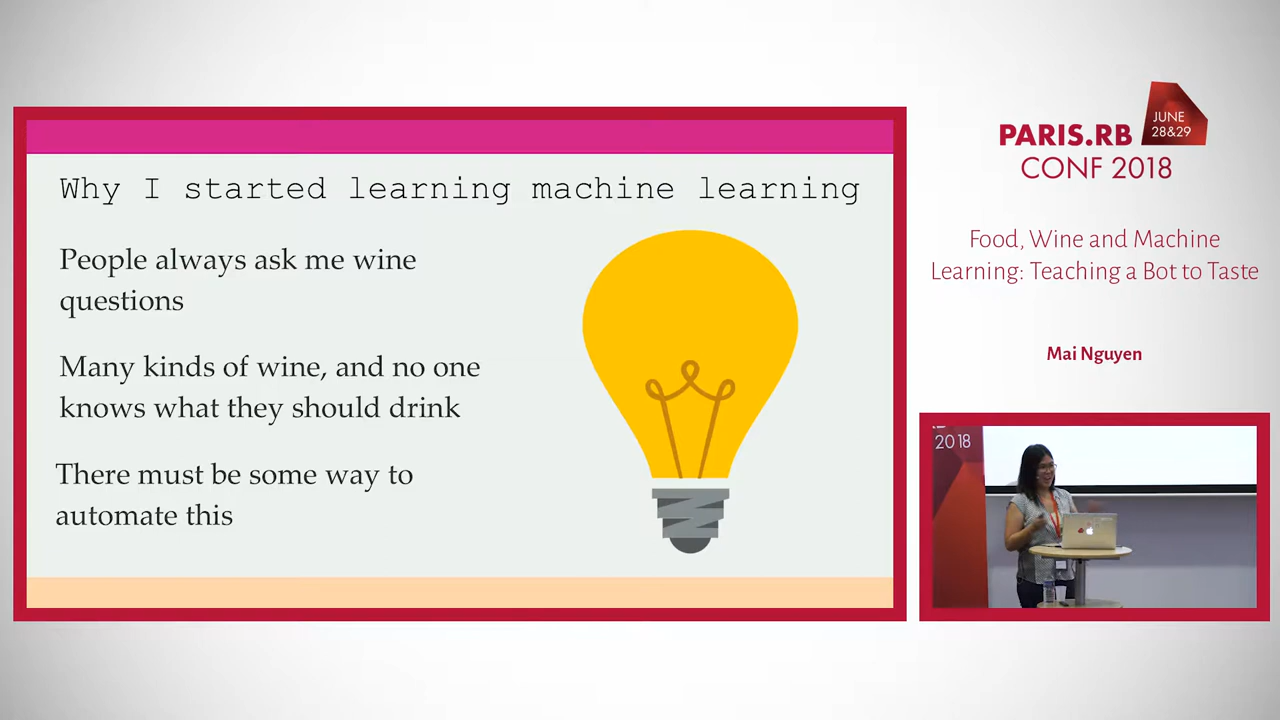 Why I started learning machine learning
People always ask me wine
questions
Many kinds of wine, and no one
knows what they should drink
There must be some way to
automate this
PARIS.RB
JUNE
28&29
CONF 2018
Food, Wine and Machine
Learning: Teaching a Bot to Taste
Mai Nguyen
2018